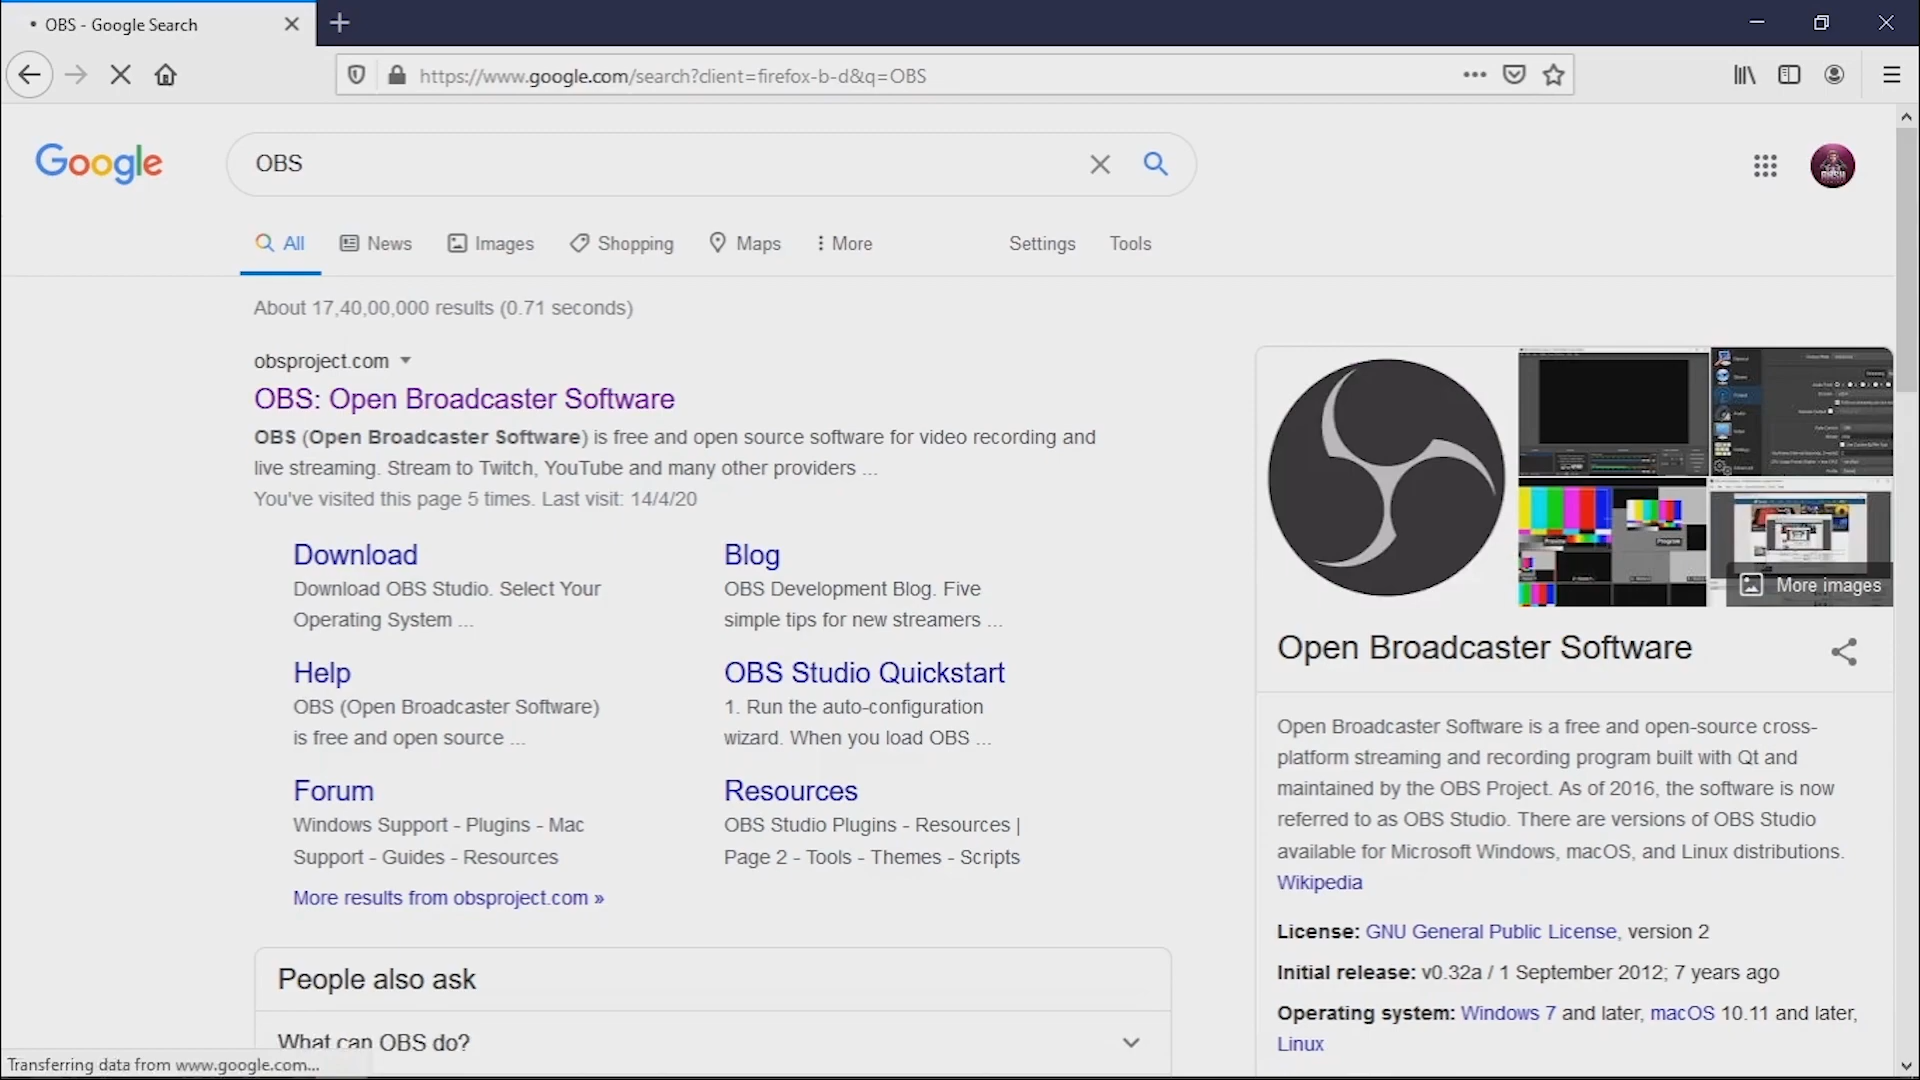 OBS - Google Search
https://www.google.com/search?client=firefox-b-d&q=OBS
Google
OBS
All
News
Images
Shopping
Maps
More
Settings
Tools
About 17,40,00,000 results (0.71 seconds)
obsproject.com
OBS: Open Broadcaster Software
OBS (Open Broadcaster Software) is free and open source software for video recording and
live streaming. Stream to Twitch, YouTube and many other providers ...
You've visited this page 5 times. Last visit: 14/4/20
Download
Download OBS Studio. Select Your
Operating System ...
Blog
OBS Development Blog. Five
simple tips for new streamers ...
Help
OBS (Open Broadcaster Software)
is free and open source ...
OBS Studio Quickstart
1. Run the auto-configuration
wizard. When you load OBS ...
Forum
Windows Support - Plugins - Mac
Support - Guides - Resources
Resources
OBS Studio Plugins - Resources |
Page 2 - Tools - Themes - Scripts
More results from obsproject.com »
People also ask
What can OBS do?
Transferring data from www.google.com...
More images
Open Broadcaster Software
Open Broadcaster Software is a free and open-source cross-
platform streaming and recording program built with Qt and
maintained by the OBS Project. As of 2016, the software is now
referred to as OBS Studio. There are versions of OBS Studio
available for Microsoft Windows, macOS, and Linux distributions.
Wikipedia
License: GNU General Public License, version 2
Initial release: v0.32a / 1 September 2012; 7 years ago
Operating system: Windows 7 and later, macOS 10.11 and later,
Linux